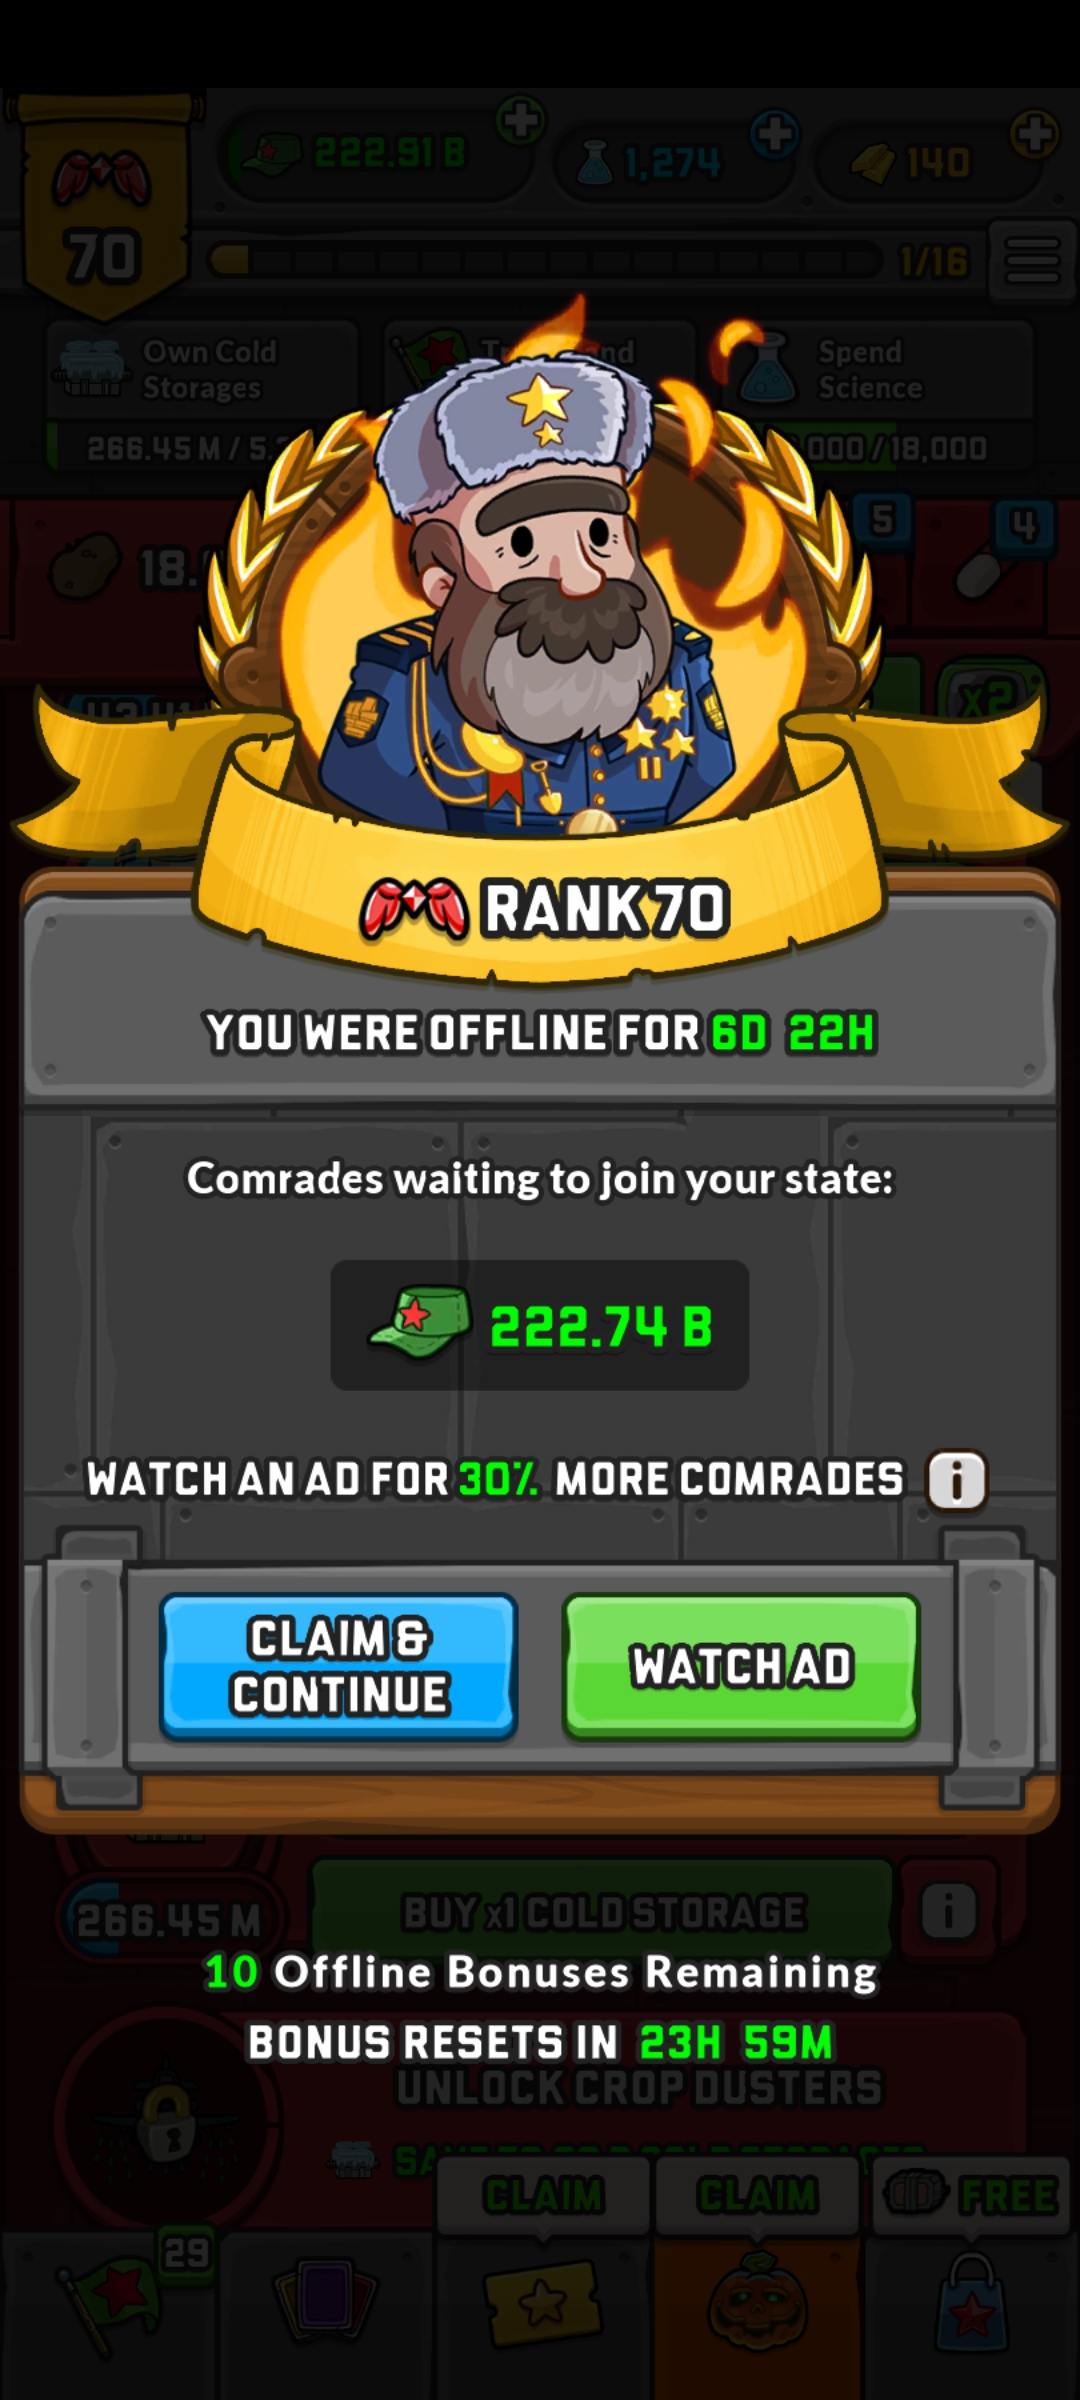 222.91 B
1,274
140
70
1/16
Own Cold
Storages
Spend
Science
266.45 M / 5.
000/18,000
18.
5
4
x2
RANK 70
YOU WERE OFFLINE FOR 6D 22H
Comrades waiting to join your state:
222.74 B
WATCH AN AD FOR 30% MORE COMRADES
i
CLAIM &
CONTINUE
WATCH AD
266.45 M
BUY x1 COLD STORAGE
i
10 Offline Bonuses Remaining
BONUS RESETS IN 23H 59M
UNLOCK CROP DUSTERS
CLAIM
CLAIM
FREE
29